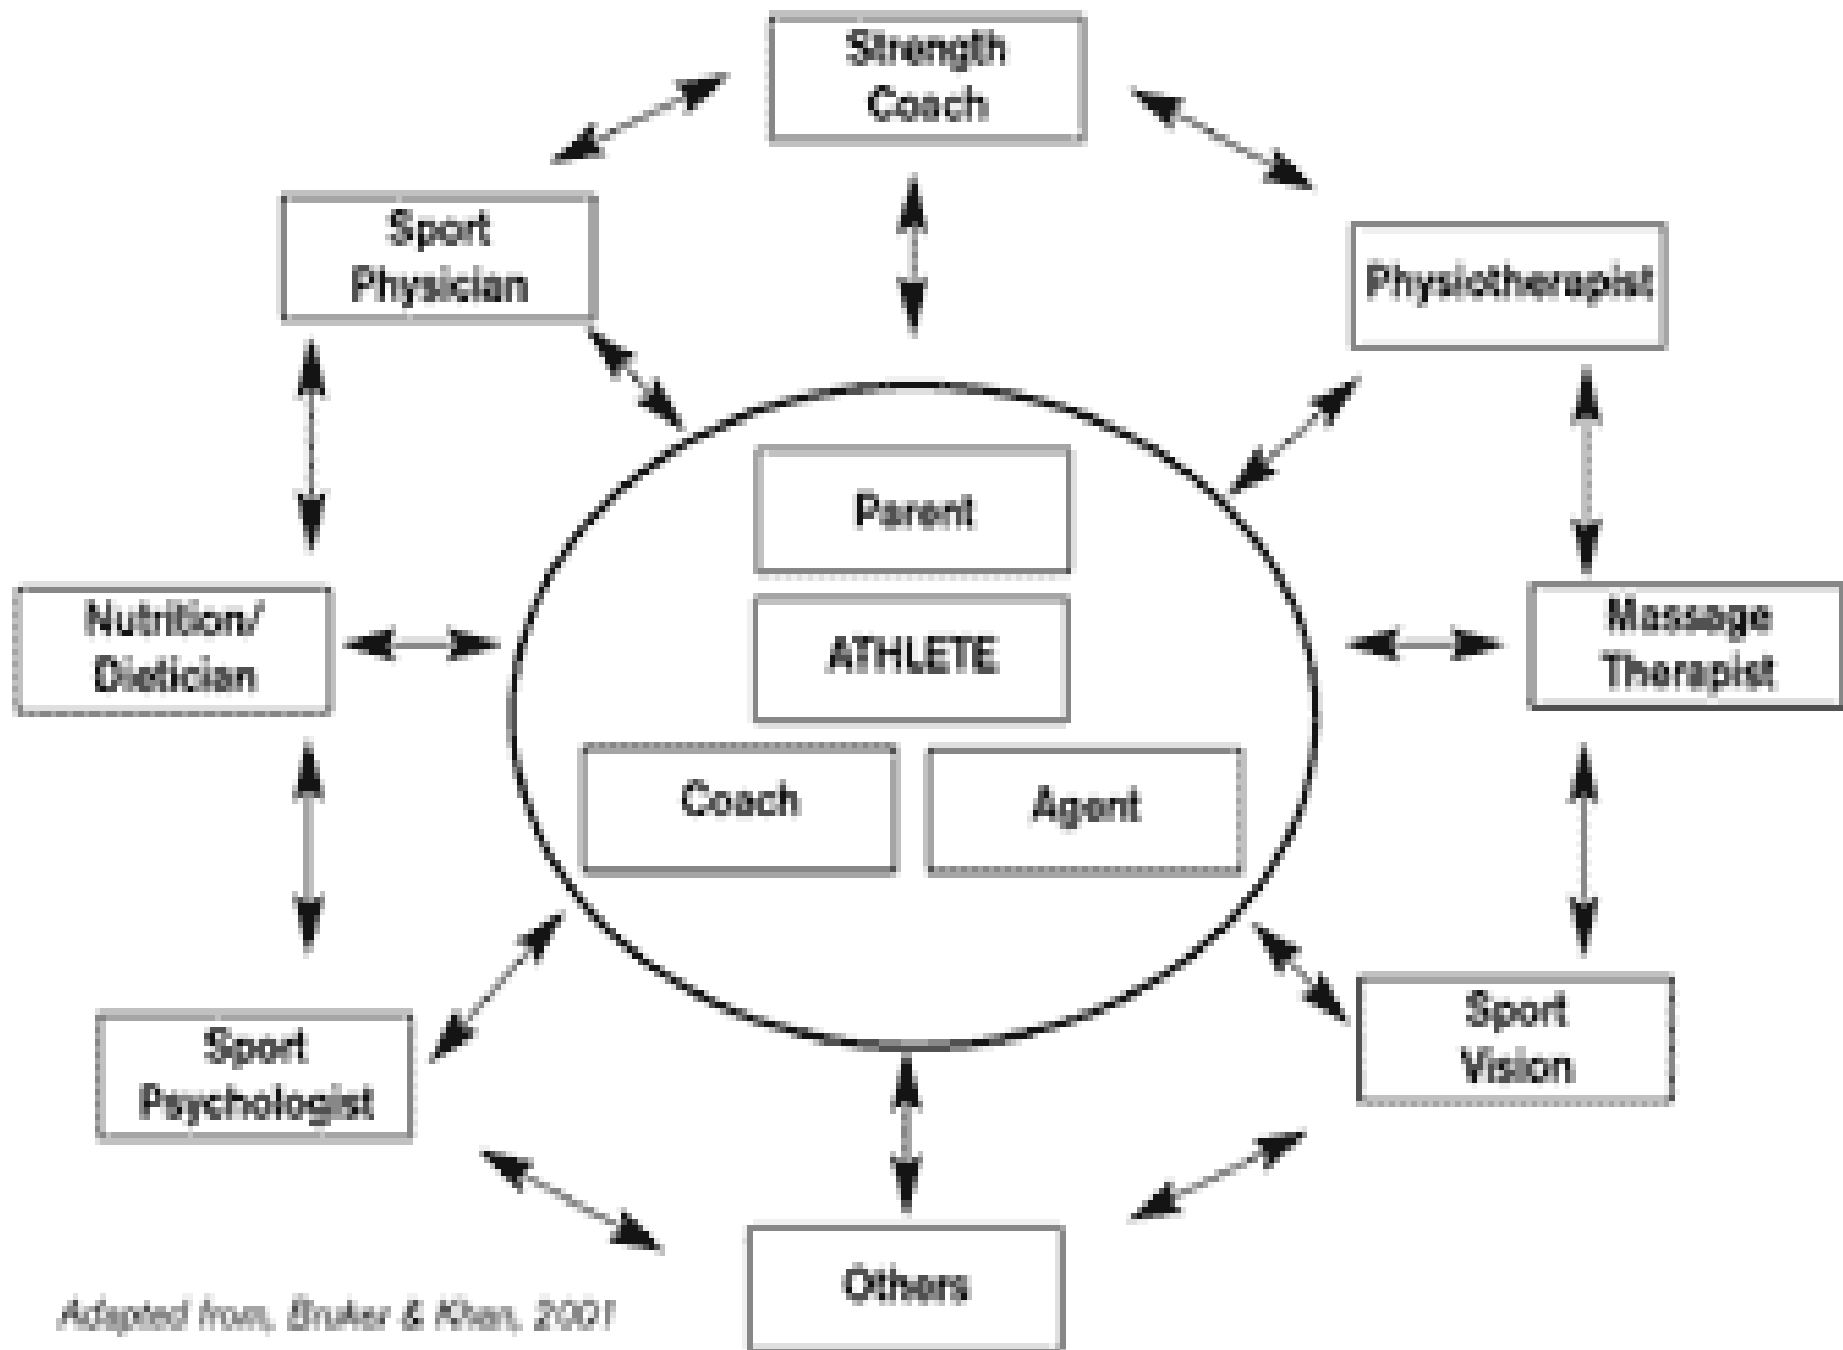 Strength
Coach
Sport
Physician
Physiotherapist
Parent
Nutrition/
Dietician
ATHLETE
Massage
Therapist
Coach
Agent
Sport
Psychologist
Sport
Vision
Others
Adapted from, Bruker & Khan, 2001